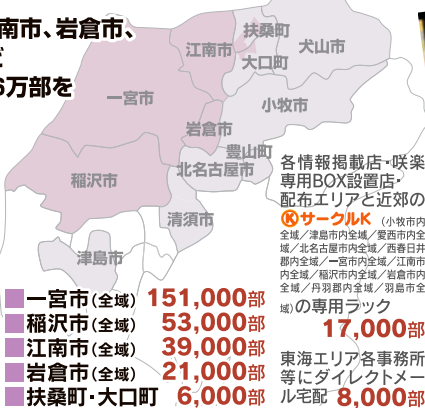 南市、岩倉市、
6万部を
扶桑町
江南市
犬山市
大口町
一宮市
小牧市
岩倉市
豊山町
稲沢市
北名古屋市
清須市
津島市
一宮市(全域) 151,000部
稲沢市(全域) 53,000部
江南市(全域) 39,000部
岩倉市(全域) 21,000部
扶桑町・大口町 6,000部
各情報掲載店・咲楽
専用BOX設置店・
配布エリアと近郊の
ⓀサークルK (小牧市内
全域/津島市内全域/愛西市内全
域/北名古屋市内全域/西春日井
郡内全域/一宮市内全域/江南市
内全域/稲沢市内全域/岩倉市内
全域/丹羽郡内全域/羽島市全
域)の専用ラック
17,000部
東海エリア各事務所
等にダイレクトメー
ル宅配 8,000部